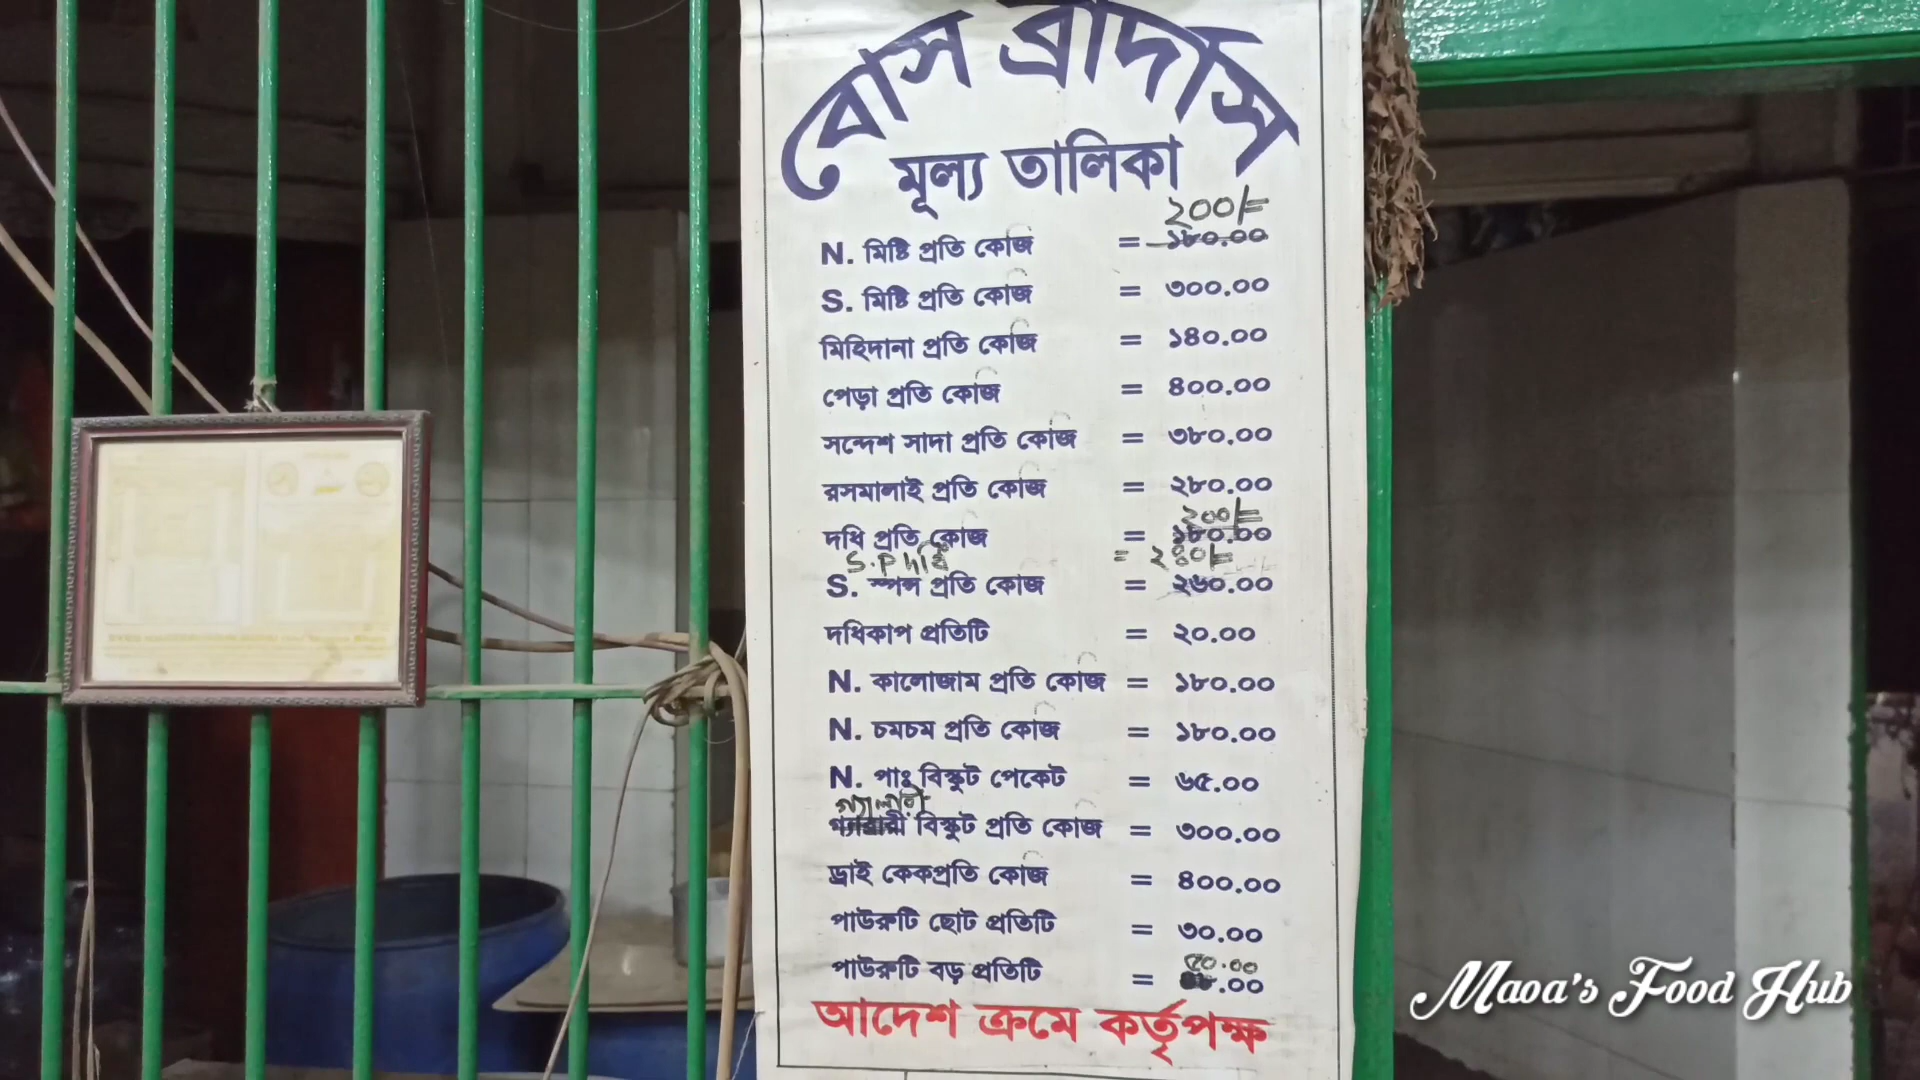 বোস ব্রাদার্স
মূল্য তালিকা
২০০/=
N. মিষ্টি প্রতি কেজি = ১৮০.০০
S. মিষ্টি প্রতি কেজি = ৩০০.০০
মিহিদানা প্রতি কেজি = ১৪০.০০
পেড়া প্রতি কেজি = ৪০০.০০
সন্দেশ সাদা প্রতি কেজি = ৩৮০.০০
রসমালাই প্রতি কেজি = ২৮০.০০
২০০/=
দধি প্রতি কেজি = ১৮০.০০
= ২৪০/=
S. স্পন্স প্রতি কেজি = ২৬০.০০
দধিকাপ প্রতিটি = ২০.০০
N. কালোজাম প্রতি কেজি = ১৮০.০০
N. চমচম প্রতি কেজি = ১৮০.০০
N. পাঃ বিস্কুট পেকেট = ৬৫.০০
বিস্কুট প্রতি কেজি = ৩০০.০০
ড্রাই কেকপ্রতি কেজি = ৪০০.০০
পাউরুটি ছোট প্রতিটি = ৩০.০০
৫০.০০
পাউরুটি বড় প্রতিটি = .০০
আদেশ ক্রমে কর্তৃপক্ষ
Maoa's Food Hub